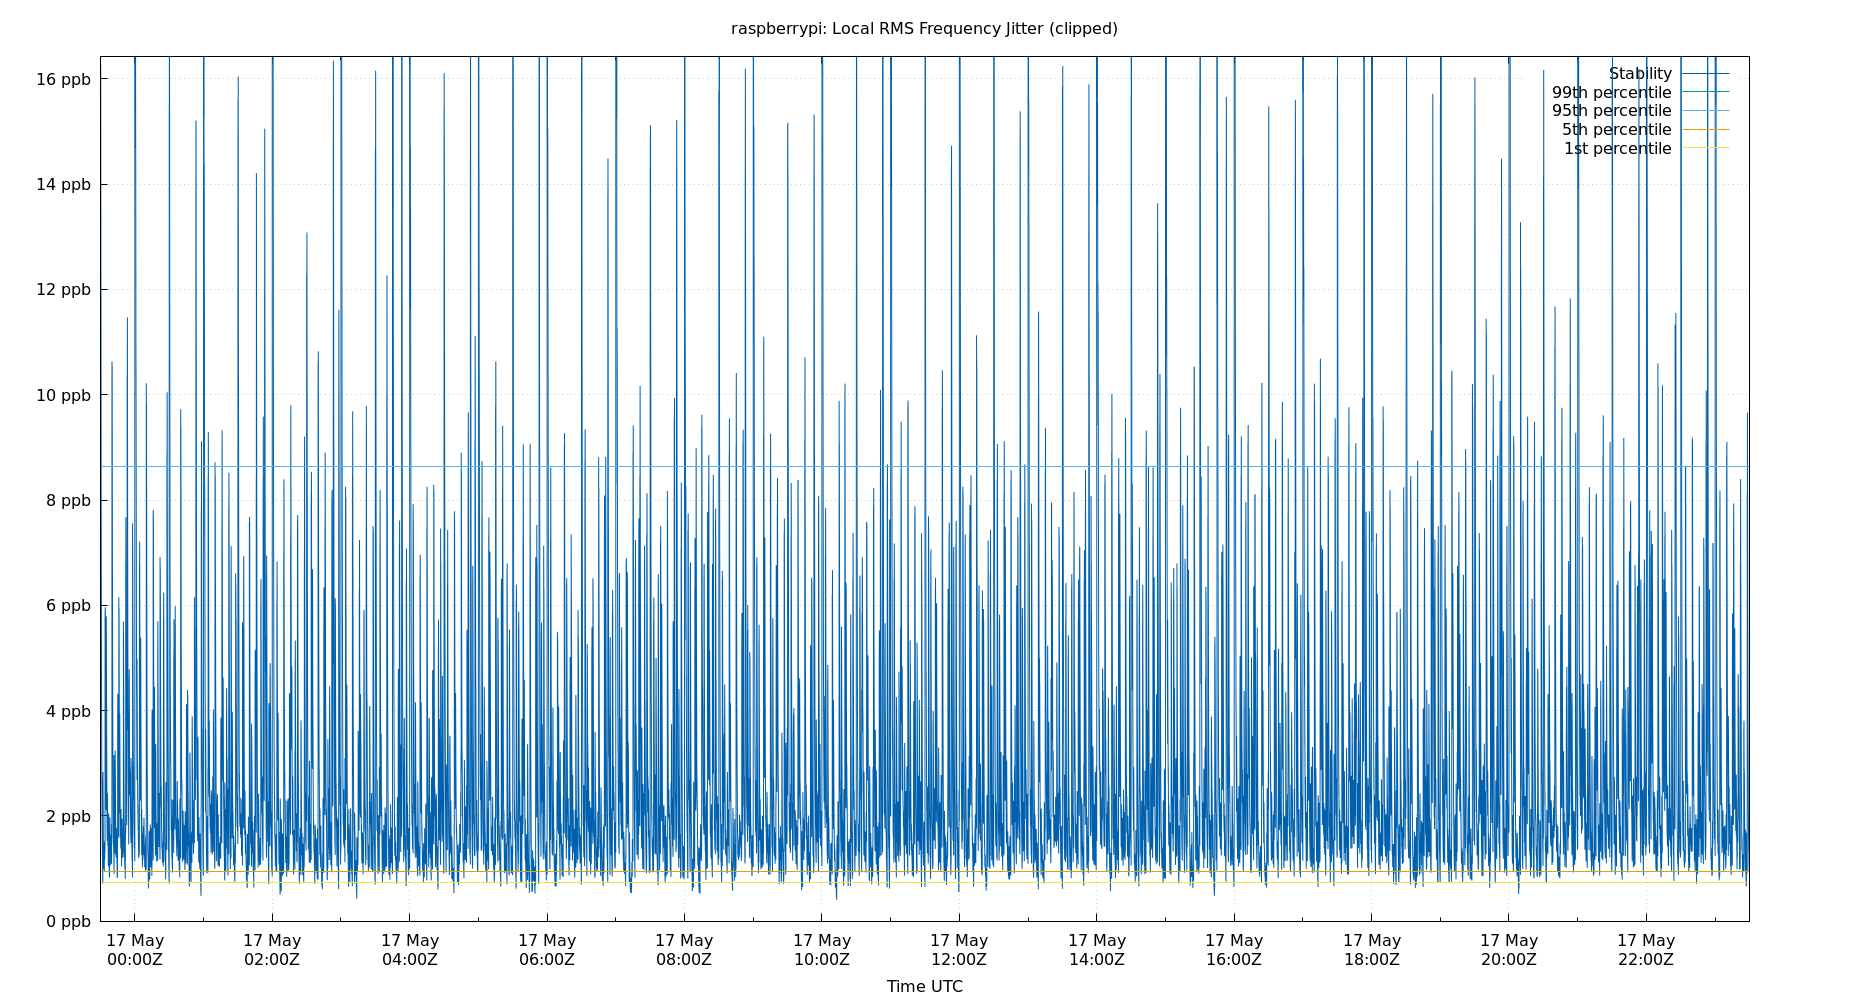 raspberrypi: Local RMS Frequency Jitter (clipped)
16 ppb
14 ppb
12 ppb
10 ppb
8 ppb
6 ppb
4 ppb
2 ppb
0 ppb
Stability
99th percentile
95th percentile
5th percentile
1st percentile
17 May 17 May 17 May 17 May 17 May 17 May 17 May 17 May 17 May 17 May 17 May 17 May
00:00Z 02:00Z 04:00Z 06:00Z 08:00Z 10:00Z 12:00Z 14:00Z 16:00Z 18:00Z 20:00Z 22:00Z
Time UTC